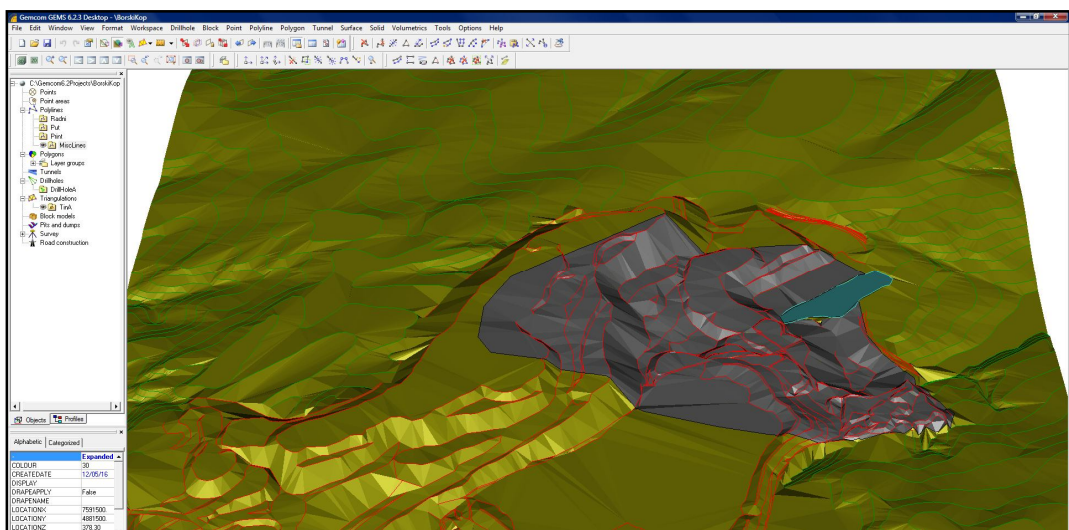 Gemcom GEMS 6.2.3 Desktop - \BorskiKop
File Edit Window View Format Workspace Drillhole Block Point Polyline Polygon Tunnel Surface Solid Volumetrics Tools Options Help
C:\Gemcom6.2Projects\BorskiKop
Points
Point areas
Polylines
Radni
Put
Print
MiscLines
Polygons
Layer groups
Tunnels
Drillholes
DrillHoleA
Triangulations
TinA
Block models
Pits and dumps
Survey
Road construction
Objects Profiles
Alphabetic Categorized
Expanded
COLOUR 30
CREATEDATE 12/05/16
DISPLAY
DRAPEAPPLY False
DRAPENAME
LOCATIONX 7591500.
LOCATIONY 4881500.
LOCATIONZ 378.30